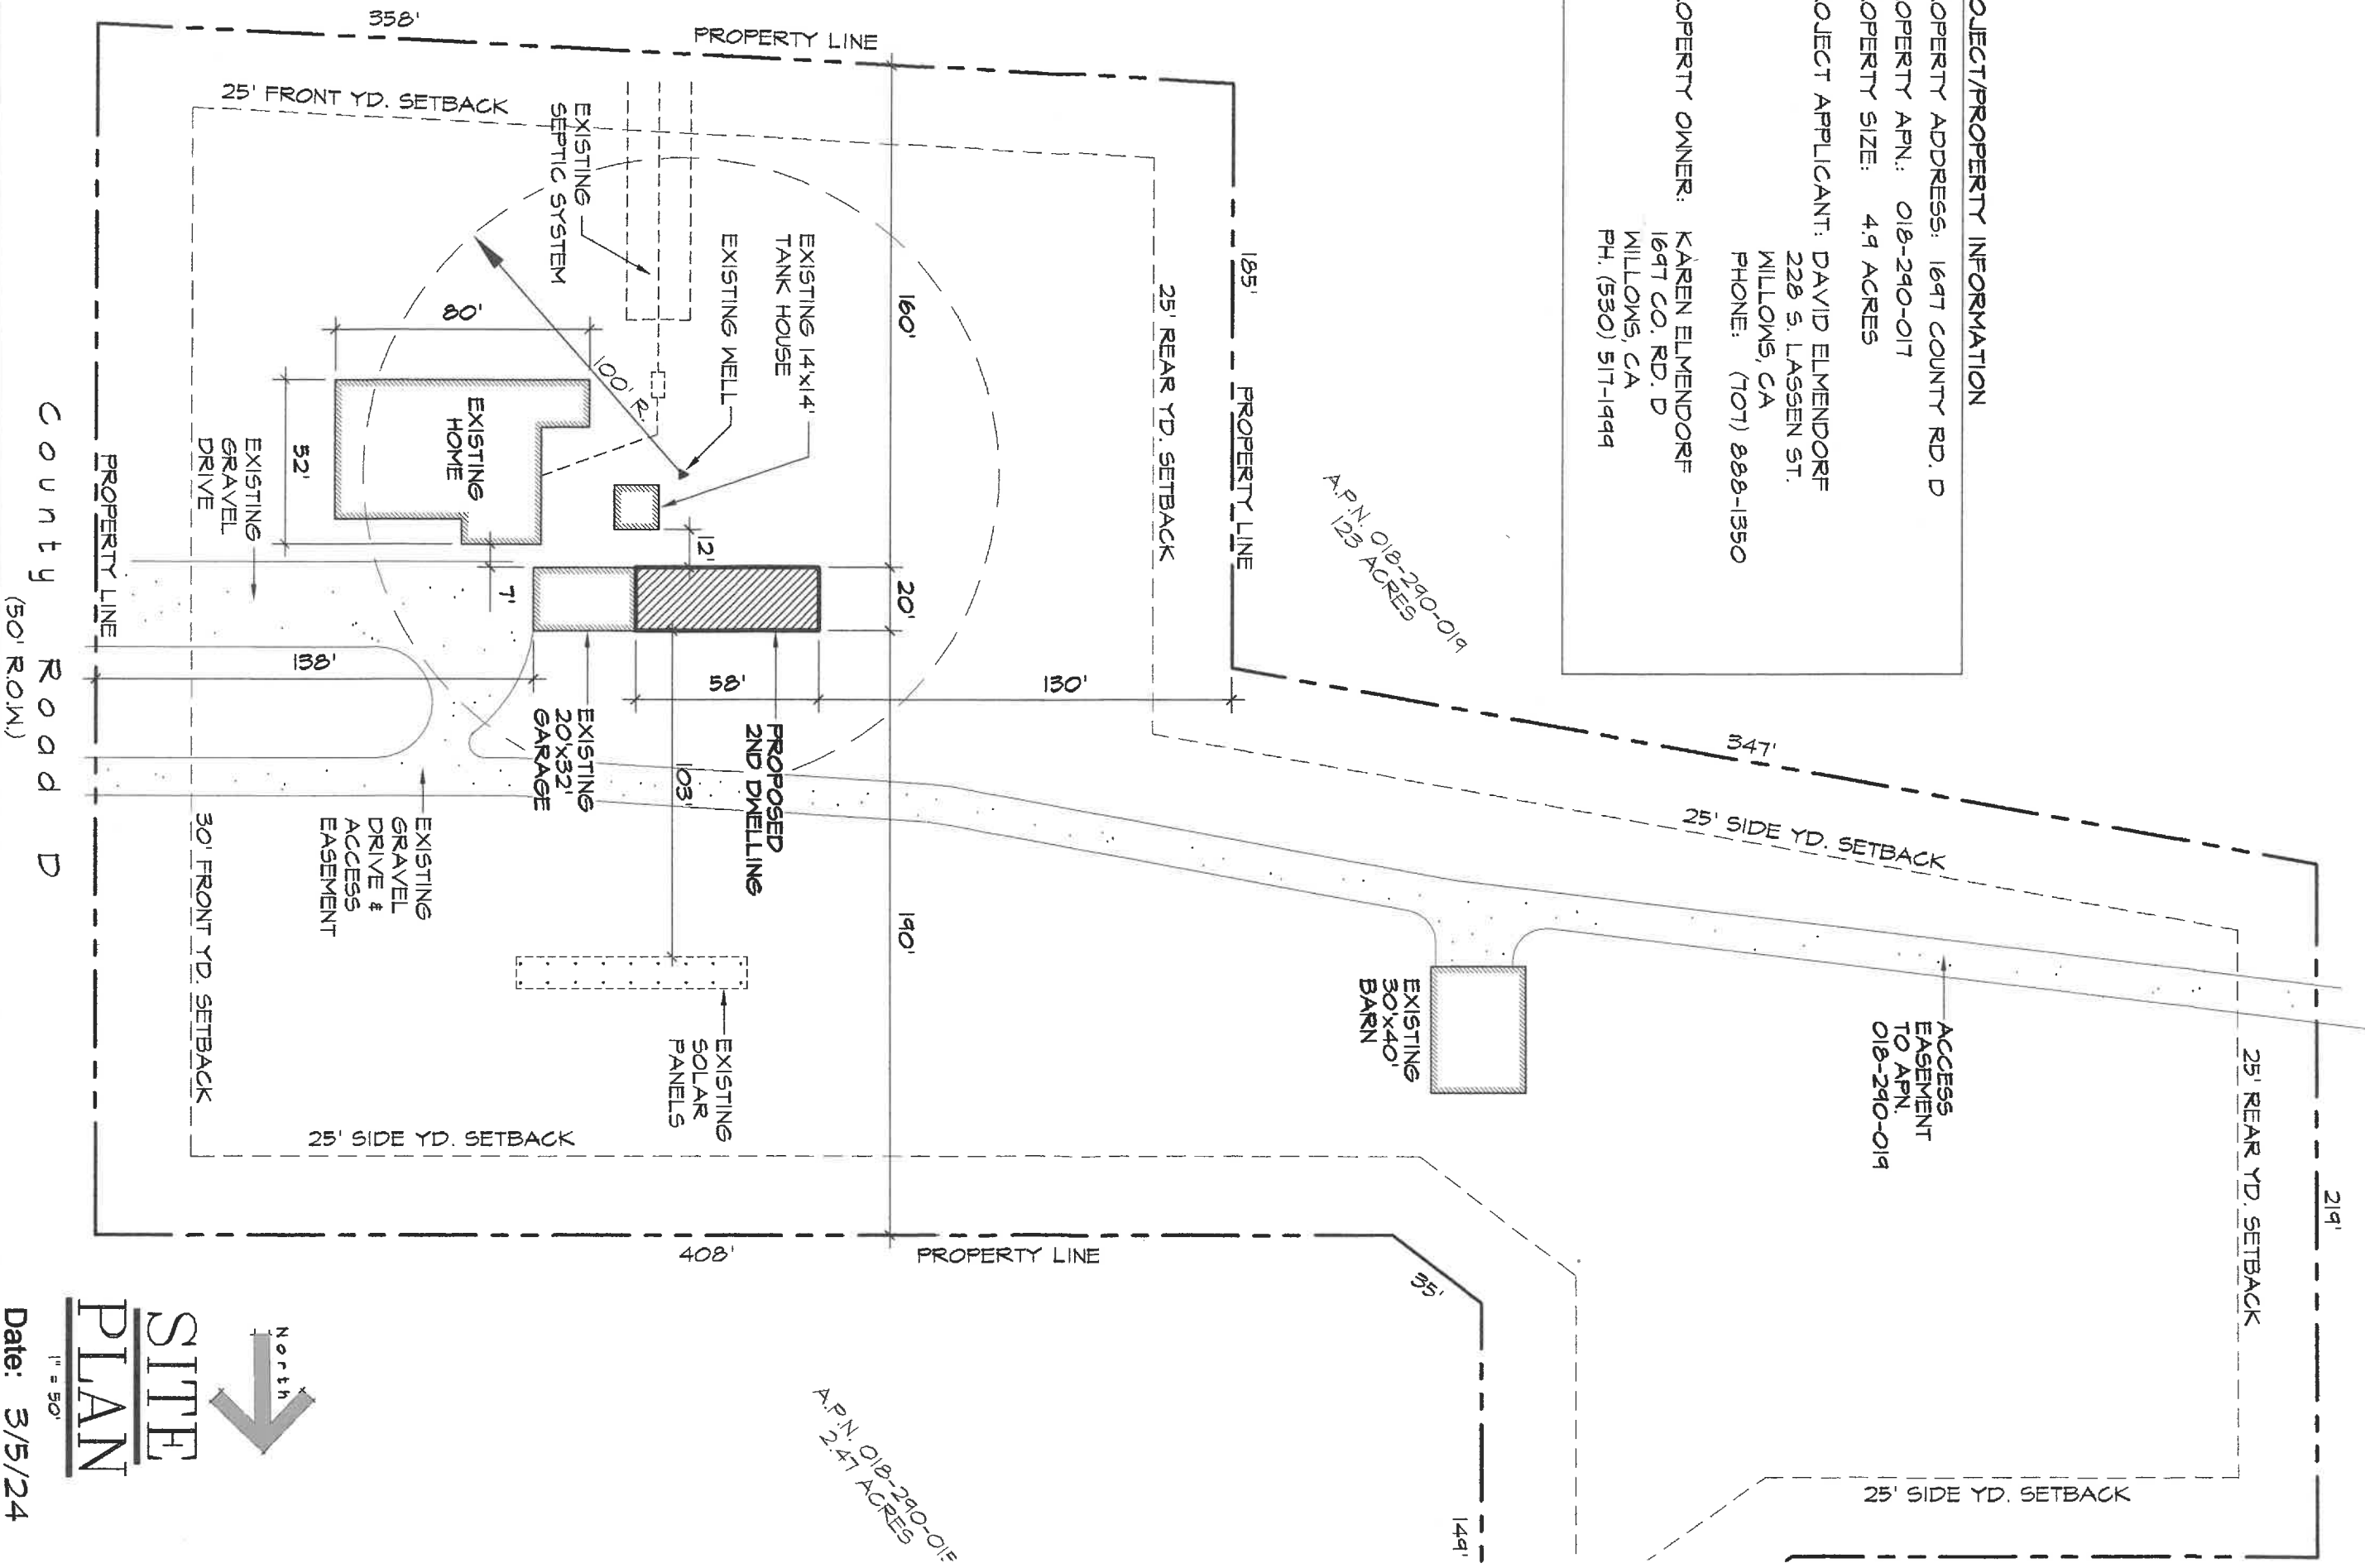 OJECT/PROPERTY INFORMATION
OPERTY ADDRESS: 1697 COUNTY RD. D
OPERTY APN.: 018-290-017
OPERTY SIZE: 4.9 ACRES
OJECT APPLICANT: DAVID ELMENDORF
228 S. LASSEN ST.
WILLOWS, CA
PHONE: (707) 888-1350
OPERTY OWNER: KAREN ELMENDORF
1697 CO. RD. D
WILLOWS, CA
PH. (530) 517-1999
358'
PROPERTY LINE
25' FRONT YD. SETBACK
EXISTING
SEPTIC SYSTEM
EXISTING WELL
EXISTING 14'x14'
TANK HOUSE
160'
185'
PROPERTY LINE
25' REAR YD. SETBACK
A.P.N. 018-290-019
123 ACRES
80'
100' R.
EXISTING
HOME
52'
EXISTING
GRAVEL
DRIVE
12'
7'
20'
138'
58'
130'
PROPERTY LINE
County Road D
(50' R.O.W.)
EXISTING
20'x32'
GARAGE
PROPOSED
2ND DWELLING
103'
190'
347'
25' SIDE YD. SETBACK
EXISTING
GRAVEL
DRIVE &
ACCESS
EASEMENT
30' FRONT YD. SETBACK
EXISTING
SOLAR
PANELS
EXISTING
30'x40'
BARN
ACCESS
EASEMENT
TO APN.
018-290-019
25' REAR YD. SETBACK
219'
25' SIDE YD. SETBACK
408'
PROPERTY LINE
35'
149'
25' SIDE YD. SETBACK
A.P.N. 018-290-01
2.47 ACRES
North
SITE
PLAN
1" = 50'
Date: 3/5/24